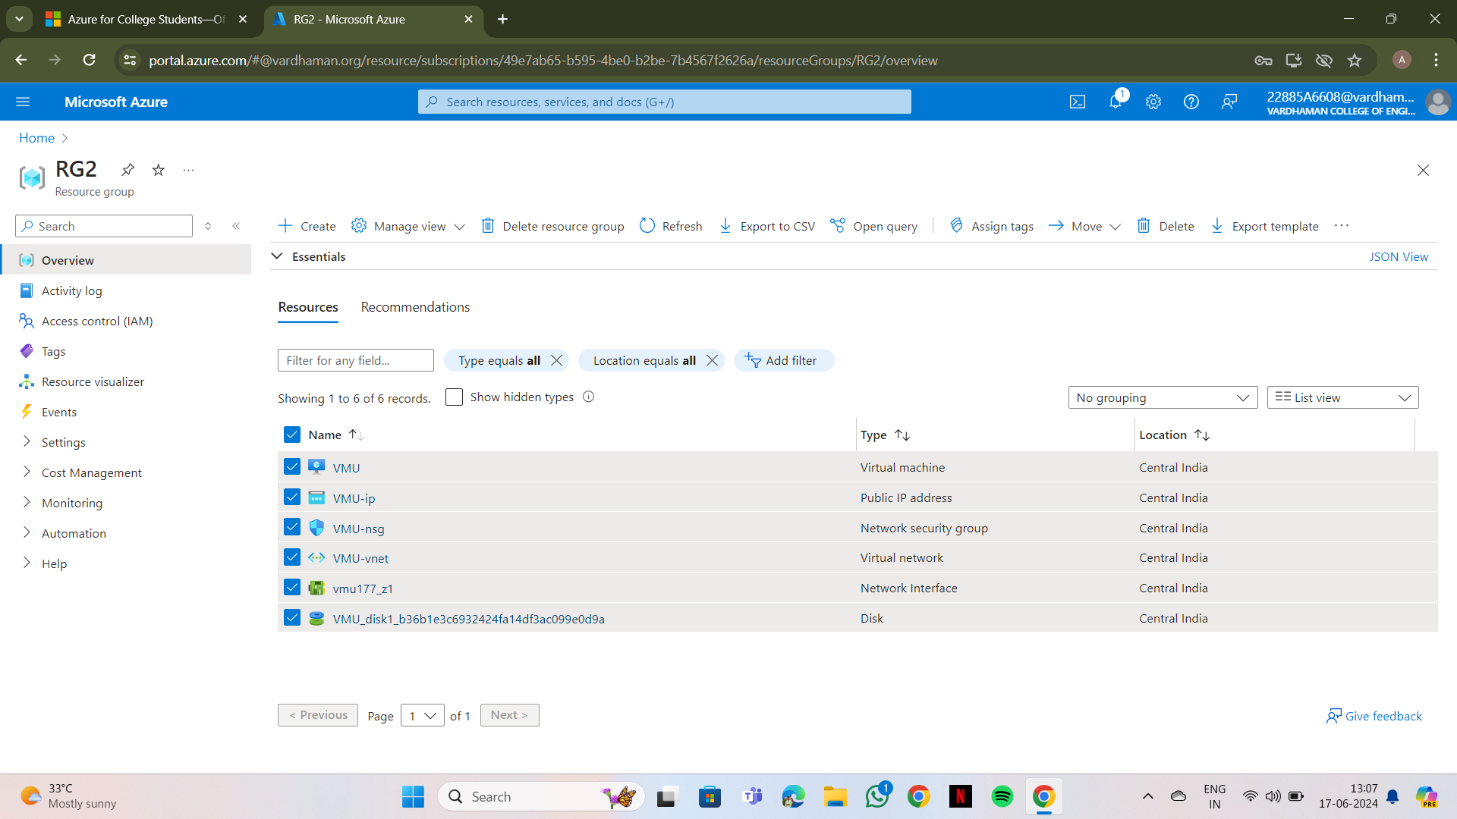 Azure for College Students—Of
RG2 - Microsoft Azure
portal.azure.com/#@vardhaman.org/resource/subscriptions/49e7ab65-b595-4be0-b2be-7b4567f2626a/resourceGroups/RG2/overview
A
Microsoft Azure
Search resources, services, and docs (G+/)
1
22885A6608@vardham...
VARDHAMAN COLLEGE OF ENGI...
Home
RG2
Resource group
Search
Create
Manage view
Delete resource group
Refresh
Export to CSV
Open query
Assign tags
Move
Delete
Export template
Overview
Activity log
Access control (IAM)
Tags
Resource visualizer
Events
Settings
Cost Management
Monitoring
Automation
Help
Essentials
JSON View
Resources
Recommendations
Filter for any field...
Type equals all
Location equals all
Add filter
Showing 1 to 6 of 6 records.
Show hidden types
No grouping
List view
Name
Type
Location
VMU
Virtual machine
Central India
VMU-ip
Public IP address
Central India
VMU-nsg
Network security group
Central India
VMU-vnet
Virtual network
Central India
vmu177_z1
Network Interface
Central India
VMU_disk1_b36b1e3c6932424fa14df3ac099e0d9a
Disk
Central India
< Previous
Page
1
of 1
Next >
Give feedback
33°C
Mostly sunny
Search
1
ENG
IN
13:07
17-06-2024
PRE